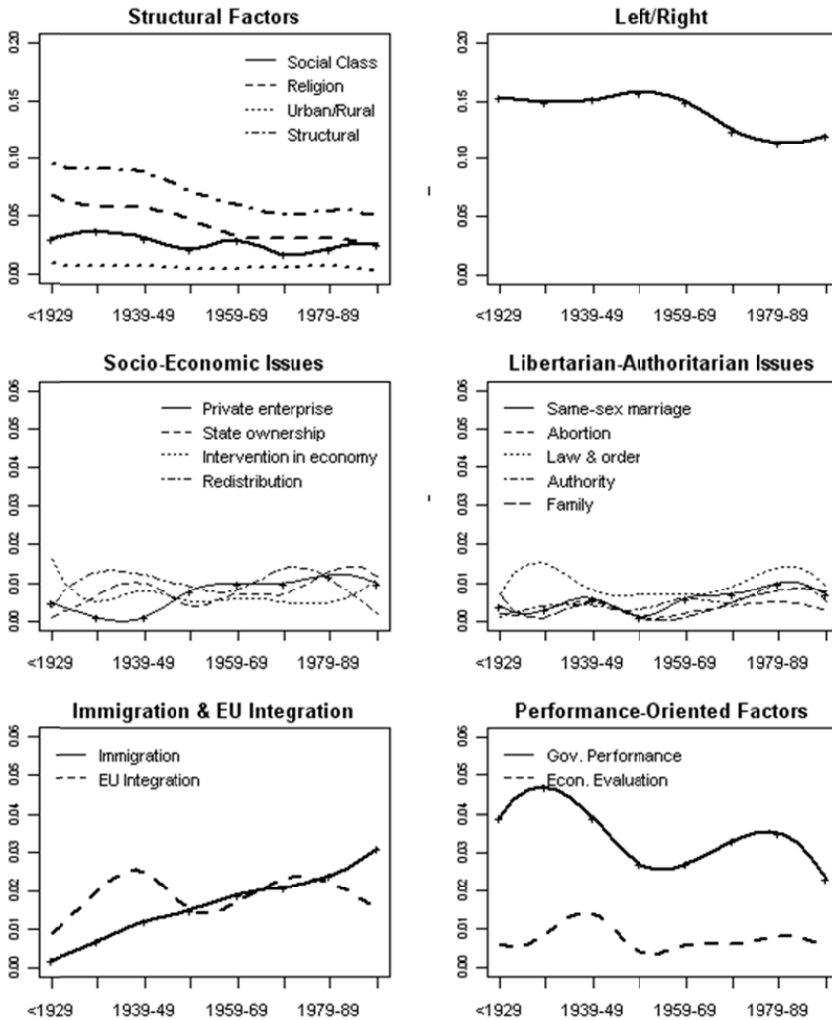 Structural Factors
0.20
0.15
0.10
0.05
0.00
Social Class
Religion
Urban/Rural
Structural
<1929 1939-49 1959-69 1979-89
Left/Right
0.20
0.15
0.10
0.05
0.00
<1929 1939-49 1959-69 1979-89
Socio-Economic Issues
0.06
0.05
0.04
0.03
0.02
0.01
0.00
Private enterprise
State ownership
Intervention in economy
Redistribution
<1929 1939-49 1959-69 1979-89
Libertarian-Authoritarian Issues
0.06
0.05
0.04
0.03
0.02
0.01
0.00
Same-sex marriage
Abortion
Law & order
Authority
Family
<1929 1939-49 1959-69 1979-89
Immigration & EU Integration
0.06
0.05
0.04
0.03
0.02
0.01
0.00
Immigration
EU Integration
<1929 1939-49 1959-69 1979-89
Performance-Oriented Factors
0.06
0.05
0.04
0.03
0.02
0.01
0.00
Gov. Performance
Econ. Evaluation
<1929 1939-49 1959-69 1979-89